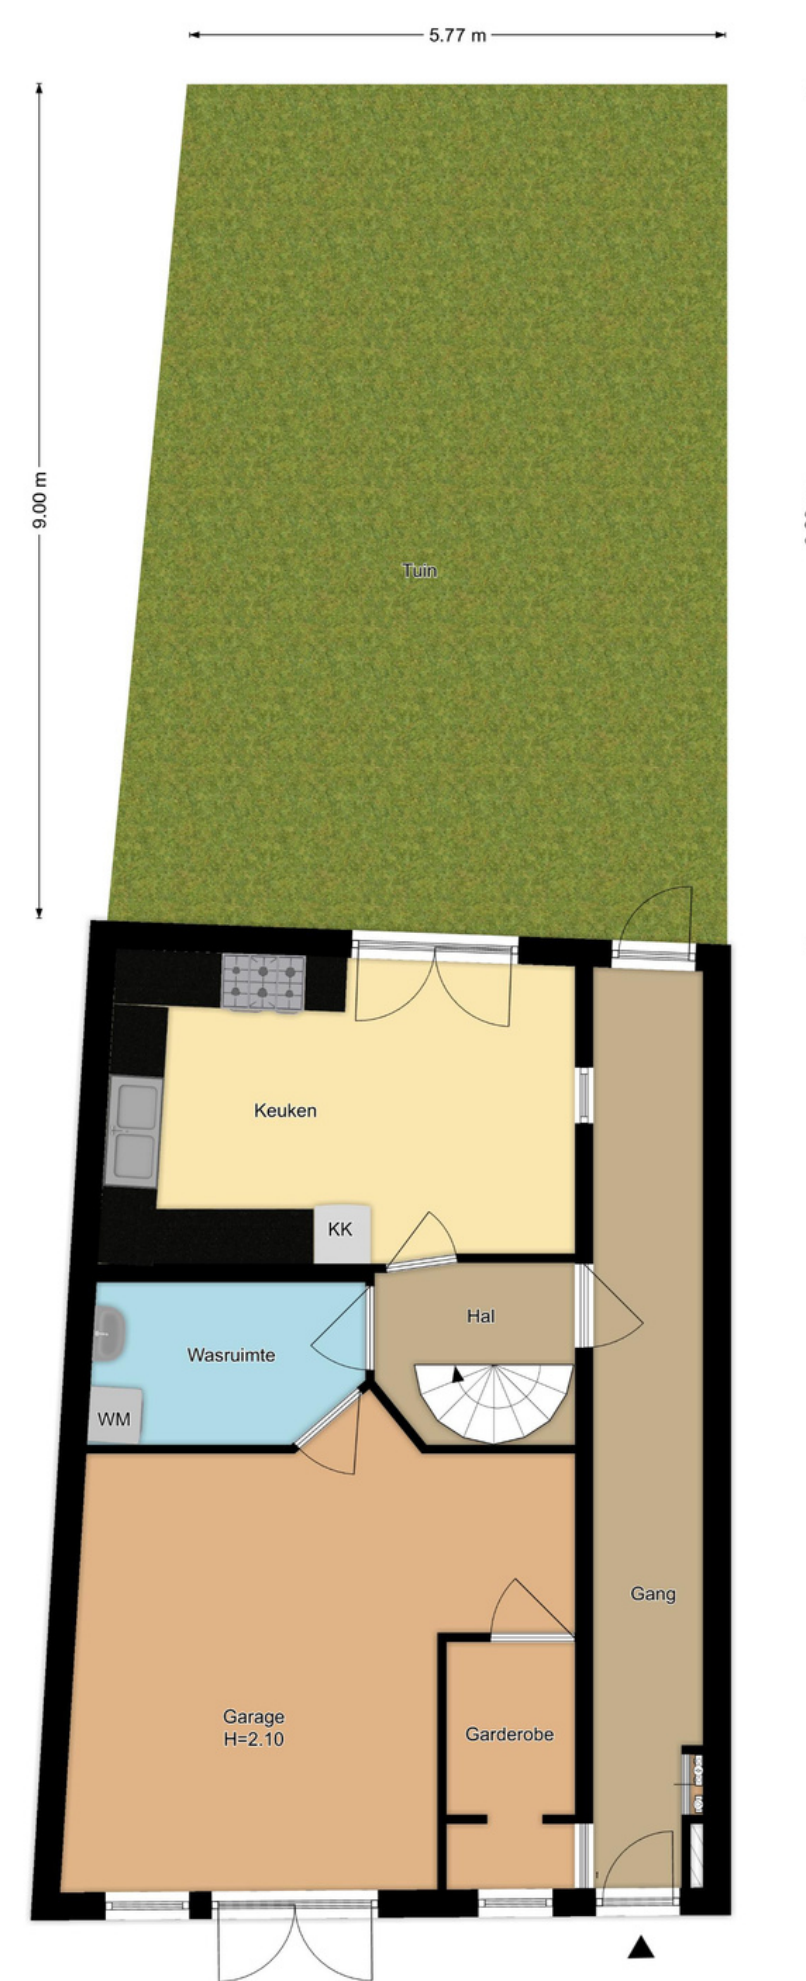 5.77 m
9.00 m
Tuin
Keuken
KK
Hal
Wasruimte
WM
Gang
Garage
H=2.10
Garderobe